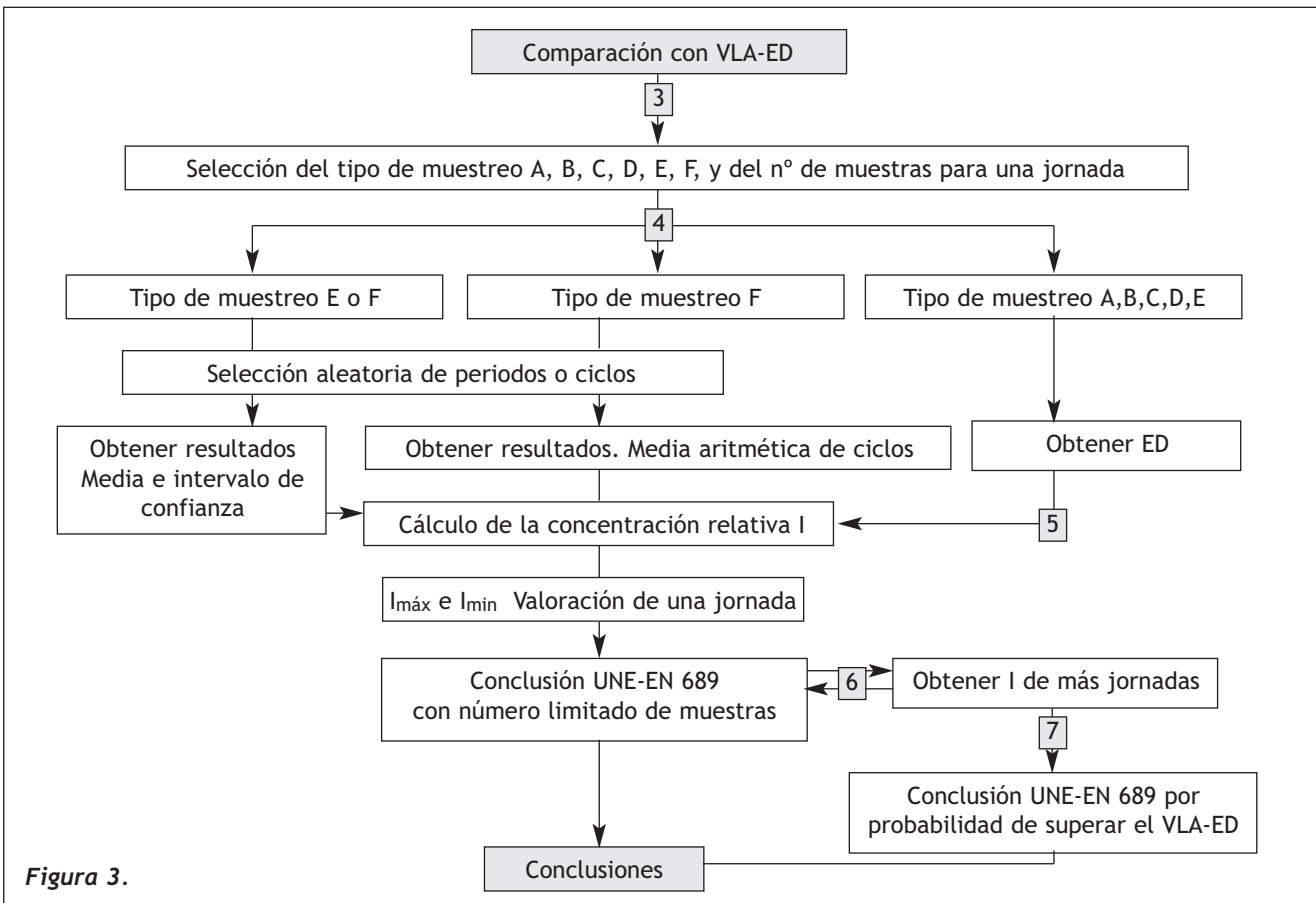 Comparación con VLA-ED
3
Selección del tipo de muestreo A, B, C, D, E, F, y del nº de muestras para una jornada
4
Tipo de muestreo E o F
Tipo de muestreo F
Tipo de muestreo A,B,C,D,E
Selección aleatoria de periodos o ciclos
Obtener resultados
Media e intervalo de
confianza
Obtener resultados. Media aritmética de ciclos
Obtener ED
5
Cálculo de la concentración relativa I
Imáx e Imin Valoración de una jornada
Conclusión UNE-EN 689
con número limitado de muestras
6
Obtener I de más jornadas
7
Conclusión UNE-EN 689 por
probabilidad de superar el VLA-ED
Conclusiones
Figura 3.